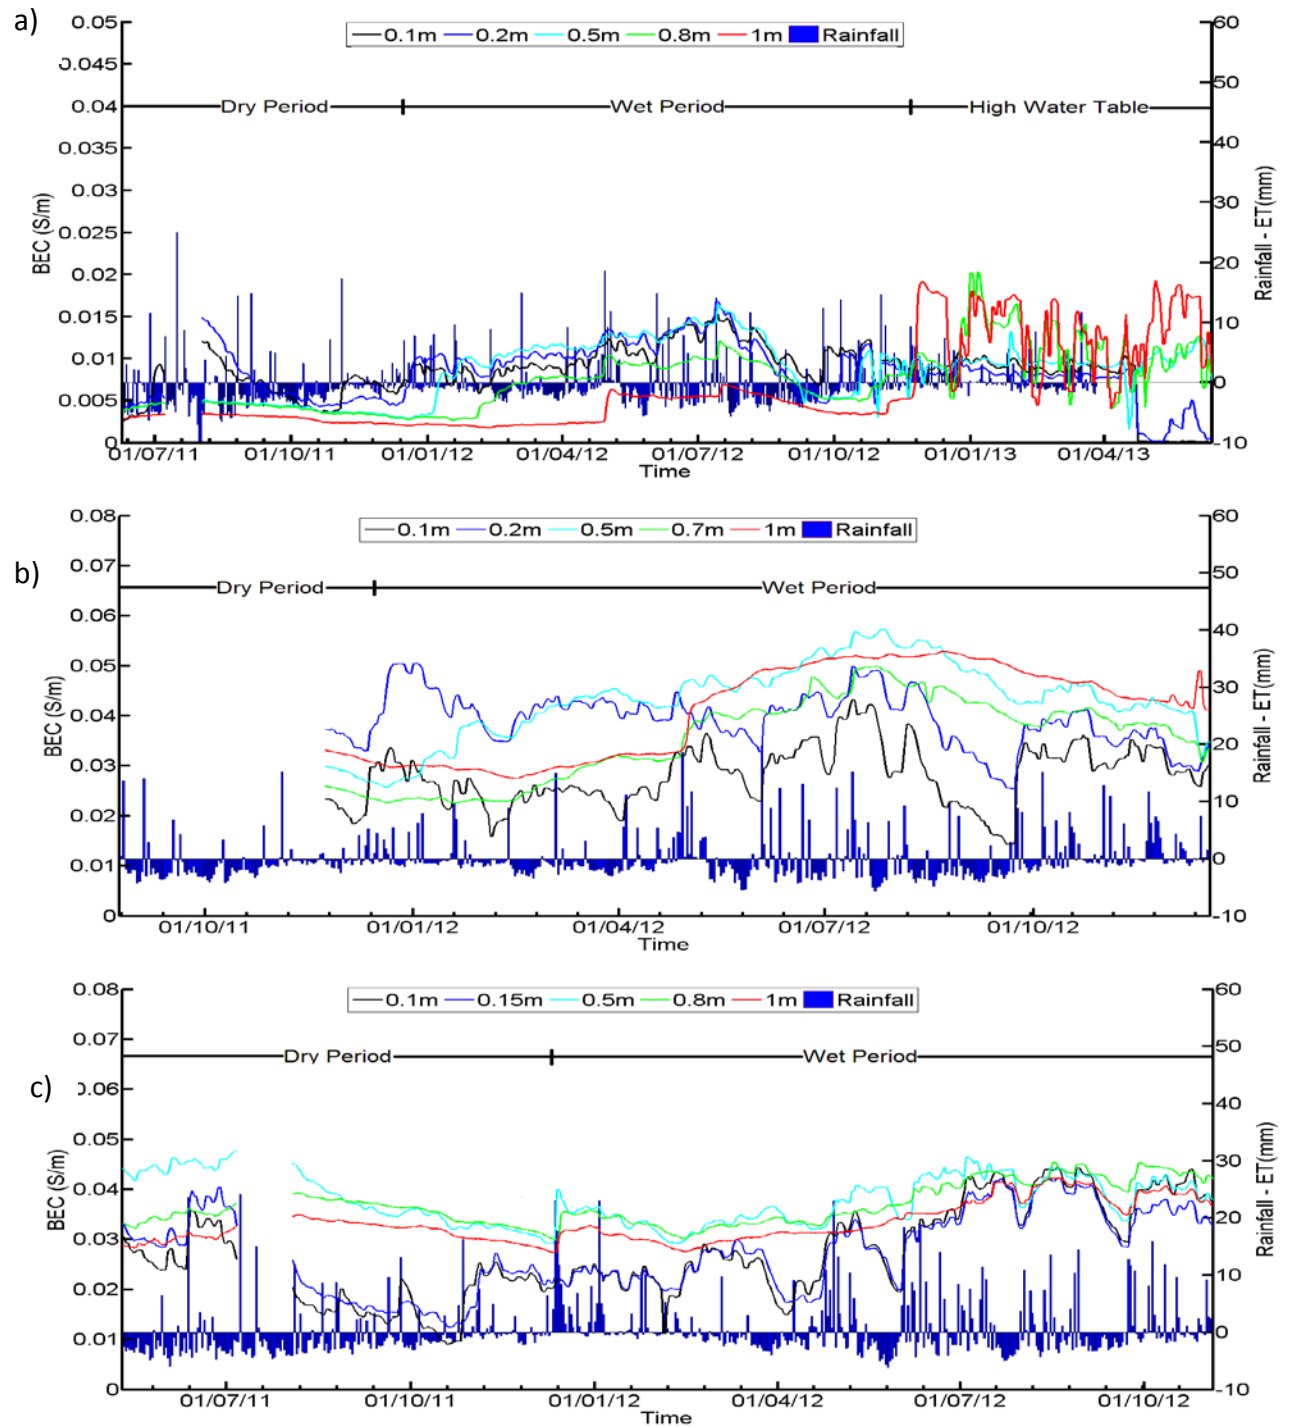 a)
0.05
0.045
0.04
0.035
0.03
0.025
0.02
0.015
0.01
0.005
0
BEC (S/m)
0.1m 0.2m 0.5m 0.8m 1m Rainfall
Dry Period Wet Period High Water Table
60
50
40
30
20
10
0
-10
Rainfall - ET(mm)
01/07/11 01/10/11 01/01/12 01/04/12 01/07/12 01/10/12 01/01/13 01/04/13
Time
b)
0.08
0.07
0.06
0.05
0.04
0.03
0.02
0.01
0
BEC (S/m)
0.1m 0.2m 0.5m 0.7m 1m Rainfall
Dry Period Wet Period
60
50
40
30
20
10
0
-10
Rainfall - ET(mm)
01/10/11 01/01/12 01/04/12 01/07/12 01/10/12
Time
c)
0.08
0.07
0.06
0.05
0.04
0.03
0.02
0.01
0
BEC (S/m)
0.1m 0.15m 0.5m 0.8m 1m Rainfall
Dry Period Wet Period
60
50
40
30
20
10
0
-10
Rainfall - ET(mm)
01/07/11 01/10/11 01/01/12 01/04/12 01/07/12 01/10/12
Time